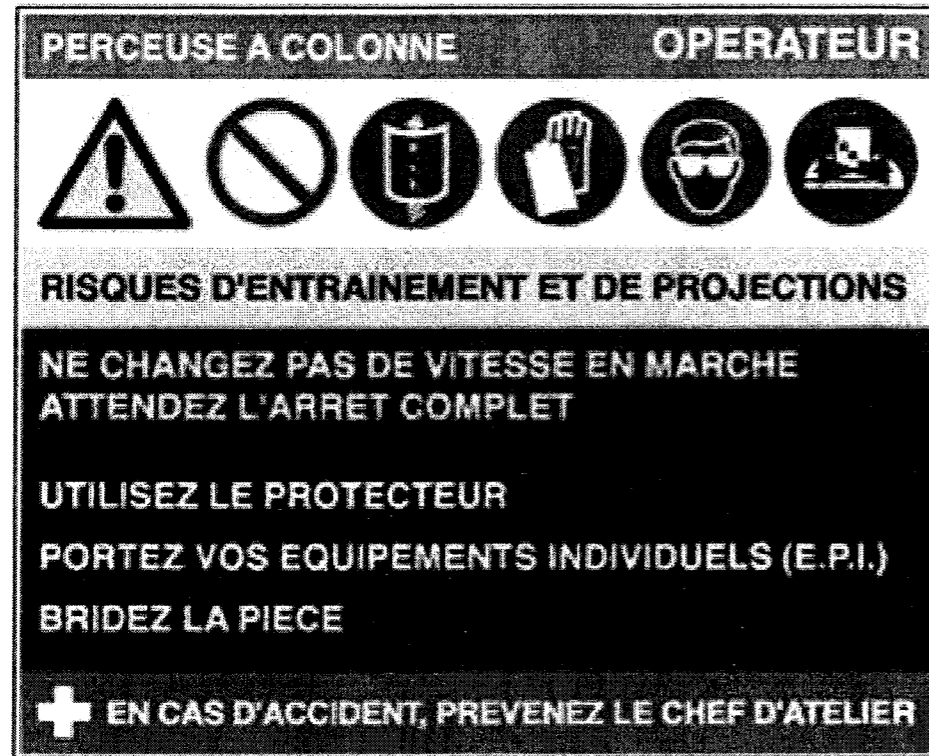 PERCEUSE A COLONNE OPERATEUR
RISQUES D'ENTRAINEMENT ET DE PROJECTIONS
NE CHANGEZ PAS DE VITESSE EN MARCHE
ATTENDEZ L'ARRET COMPLET
UTILISEZ LE PROTECTEUR
PORTEZ VOS EQUIPEMENTS INDIVIDUELS (E.P.I.)
BRIDEZ LA PIECE
EN CAS D'ACCIDENT, PREVENEZ LE CHEF D'ATELIER